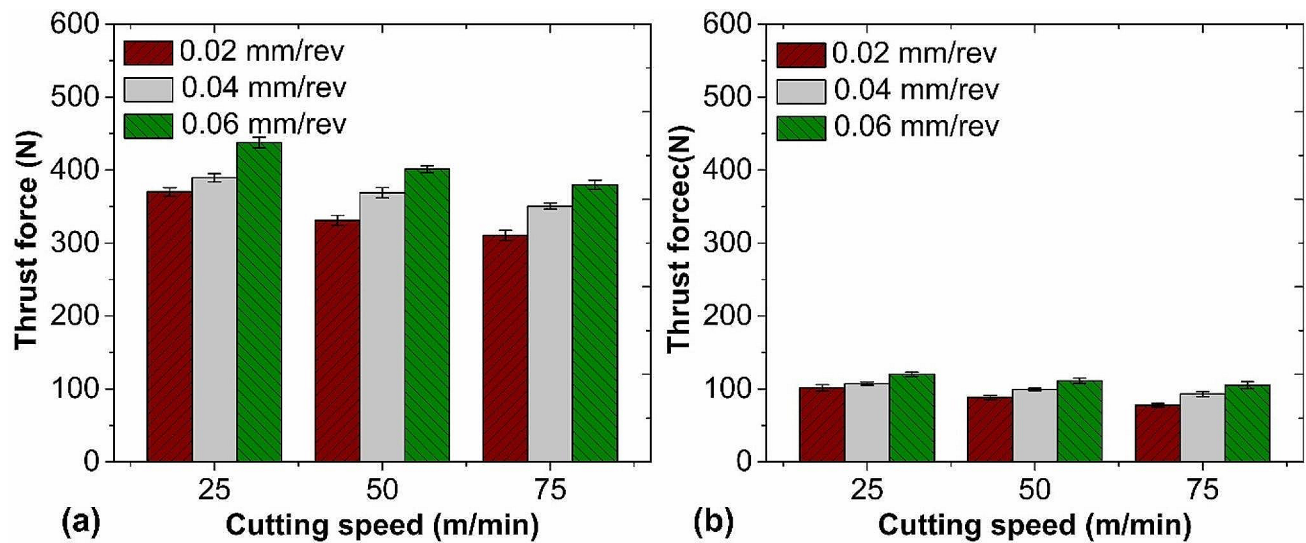 600
500
400
300
200
100
0
Thrust force (N)
0.02 mm/rev
0.04 mm/rev
0.06 mm/rev
25 50 75
(a) Cutting speed (m/min)
600
500
400
300
200
100
0
Thrust forcec(N)
0.02 mm/rev
0.04 mm/rev
0.06 mm/rev
25 50 75
(b) Cutting speed (m/min)